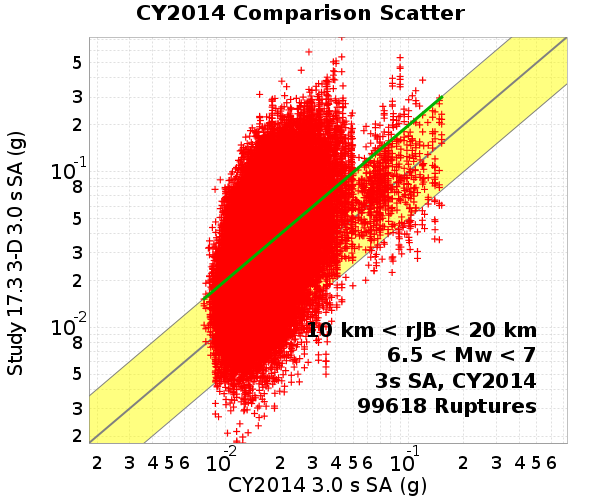 CY2014 Comparison Scatter
Study 17.3 3-D 3.0 s SA (g)
5
3
2
10-1
8
5
3
2
10-2
8
5
3
2
10 km < rJB < 20 km
6.5 < Mw < 7
3s SA, CY2014
99618 Ruptures
2 3 4 5 6 10-2 2 3 4 5 6 10-1 2 3 4 5 6
CY2014 3.0 s SA (g)